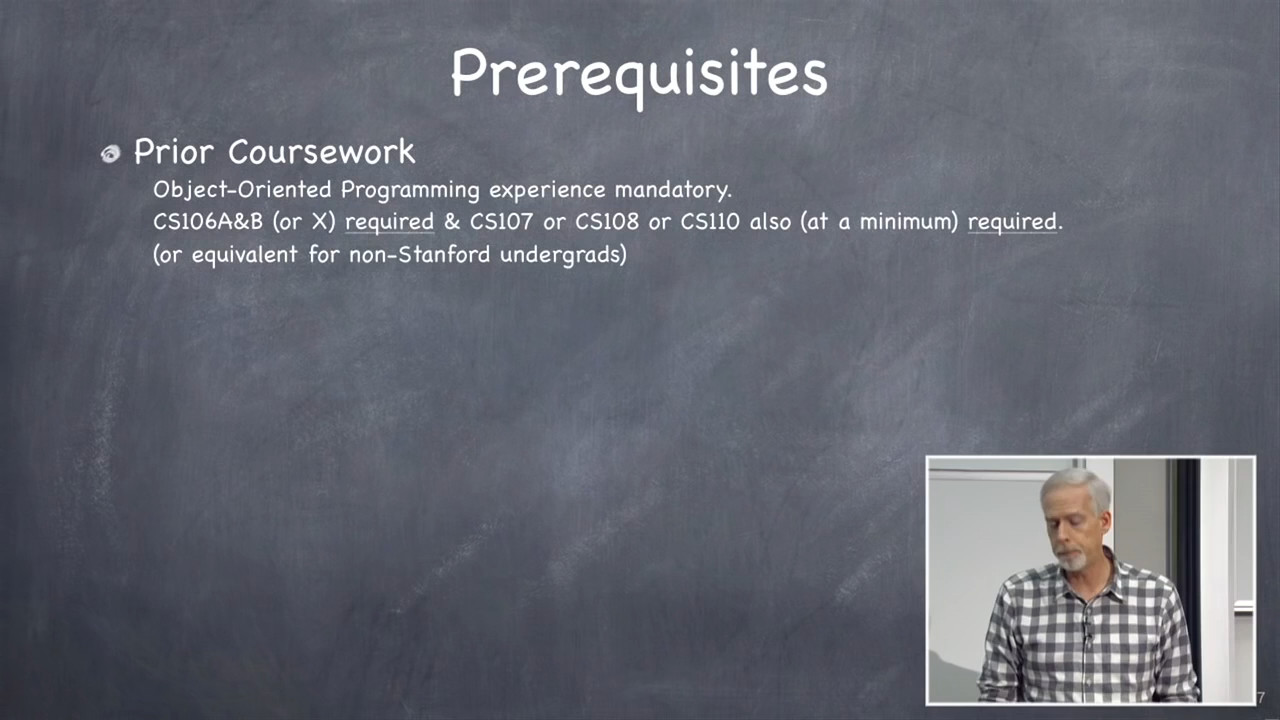 Prerequisites
Prior Coursework
Object-Oriented Programming experience mandatory.
CS106A&B (or X) required & CS107 or CS108 or CS110 also (at a minimum) required.
(or equivalent for non-Stanford undergrads)
7